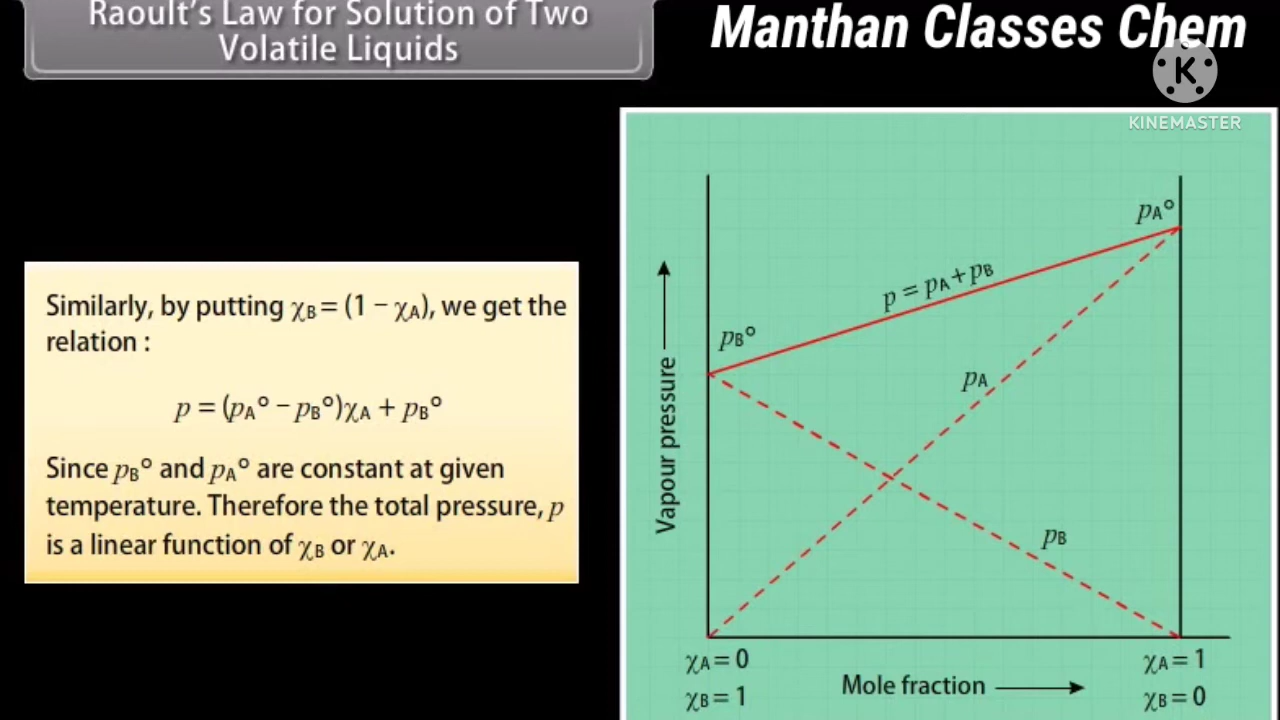 Raoult's Law for Solution of Two
Volatile Liquids
Manthan Classes Chem
K
KINEMASTER
Similarly, by putting χB = (1 − χA), we get the
relation :
p = (pA° − pB°)χA + pB°
Since pB° and pA° are constant at given
temperature. Therefore the total pressure, p
is a linear function of χB or χA.
pA°
p = pA + pB
pB°
pA
Vapour pressure
pB
χA = 0
χB = 1
Mole fraction
χA = 1
χB = 0